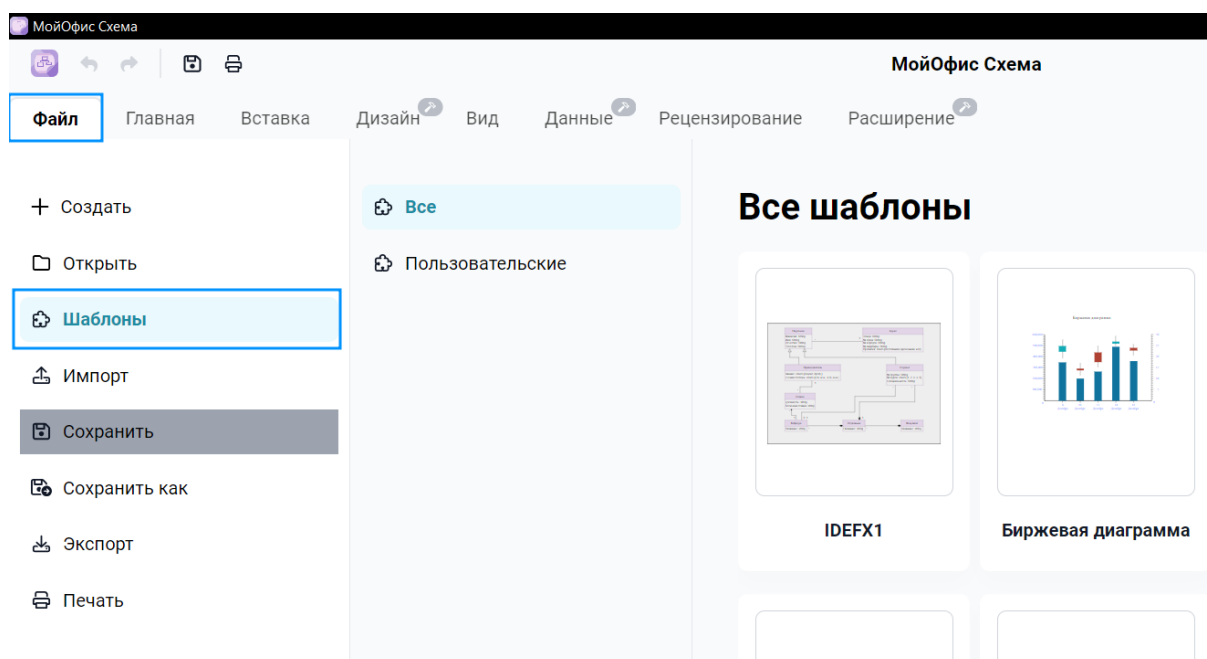 МойОфис Схема
МойОфис Схема
Файл Главная Вставка Дизайн Вид Данные Рецензирование Расширение
Создать
Открыть
Шаблоны
Импорт
Сохранить
Сохранить как
Экспорт
Печать
Все
Пользовательские
Все шаблоны
IDEFX1
Биржевая диаграмма